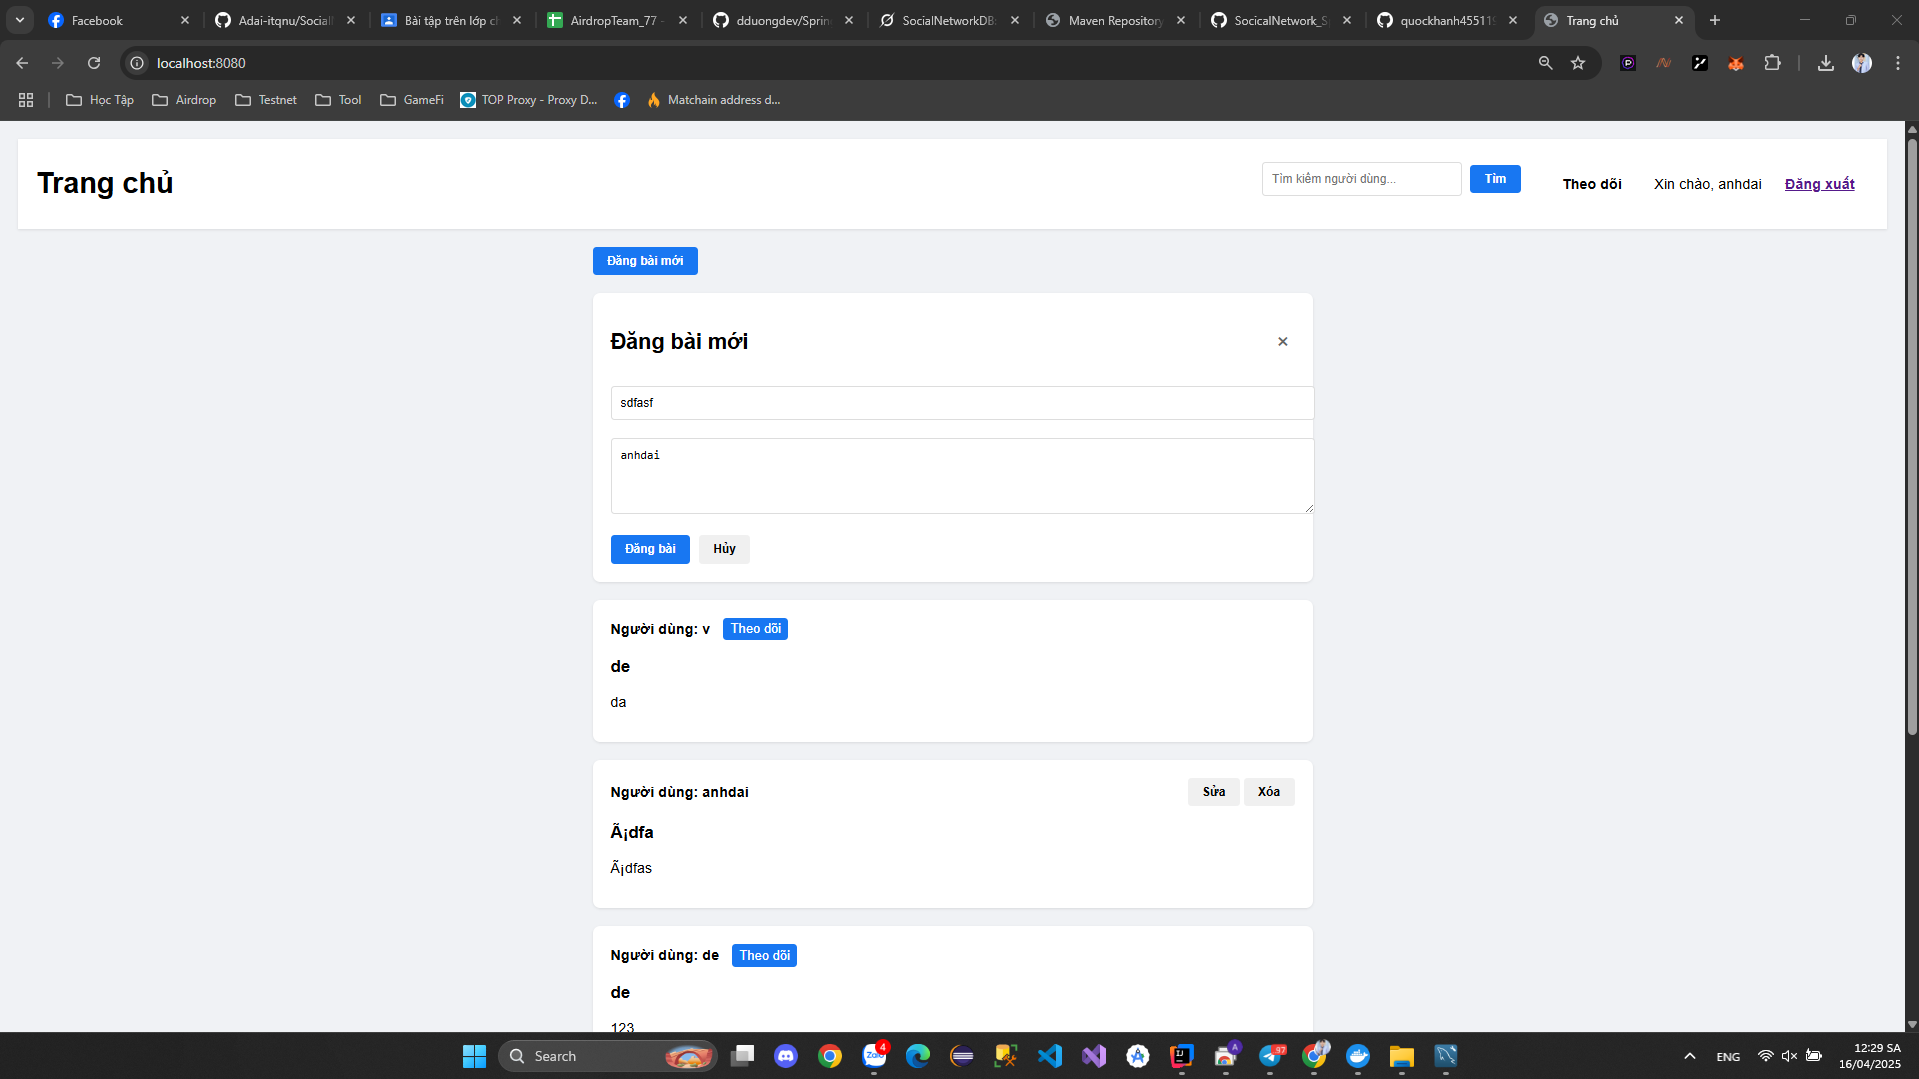 Facebook
Adai-itqnu/Social
Bài tập trên lớp c
AirdropTeam_77 -
dduongdev/Sprin
SocialNetworkDB
Maven Repository
SocicalNetwork_S
quockhanh45511
Trang chủ
localhost:8080
Học Tập
Airdrop
Testnet
Tool
GameFi
TOP Proxy - Proxy D...
Matchain address d...
Trang chủ
Tìm kiếm người dùng...
Tìm
Theo dõi
Xin chào, anhdai
Đăng xuất
Đăng bài mới
Đăng bài mới
×
sdfasf
anhdai
Đăng bài
Hủy
Người dùng: v
Theo dõi
de
da
Người dùng: anhdai
Sửa
Xóa
Ã¡dfa
Ã¡dfas
Người dùng: de
Theo dõi
de
123
Search
Zalo
4
A
97
ENG
12:29 SA
16/04/2025